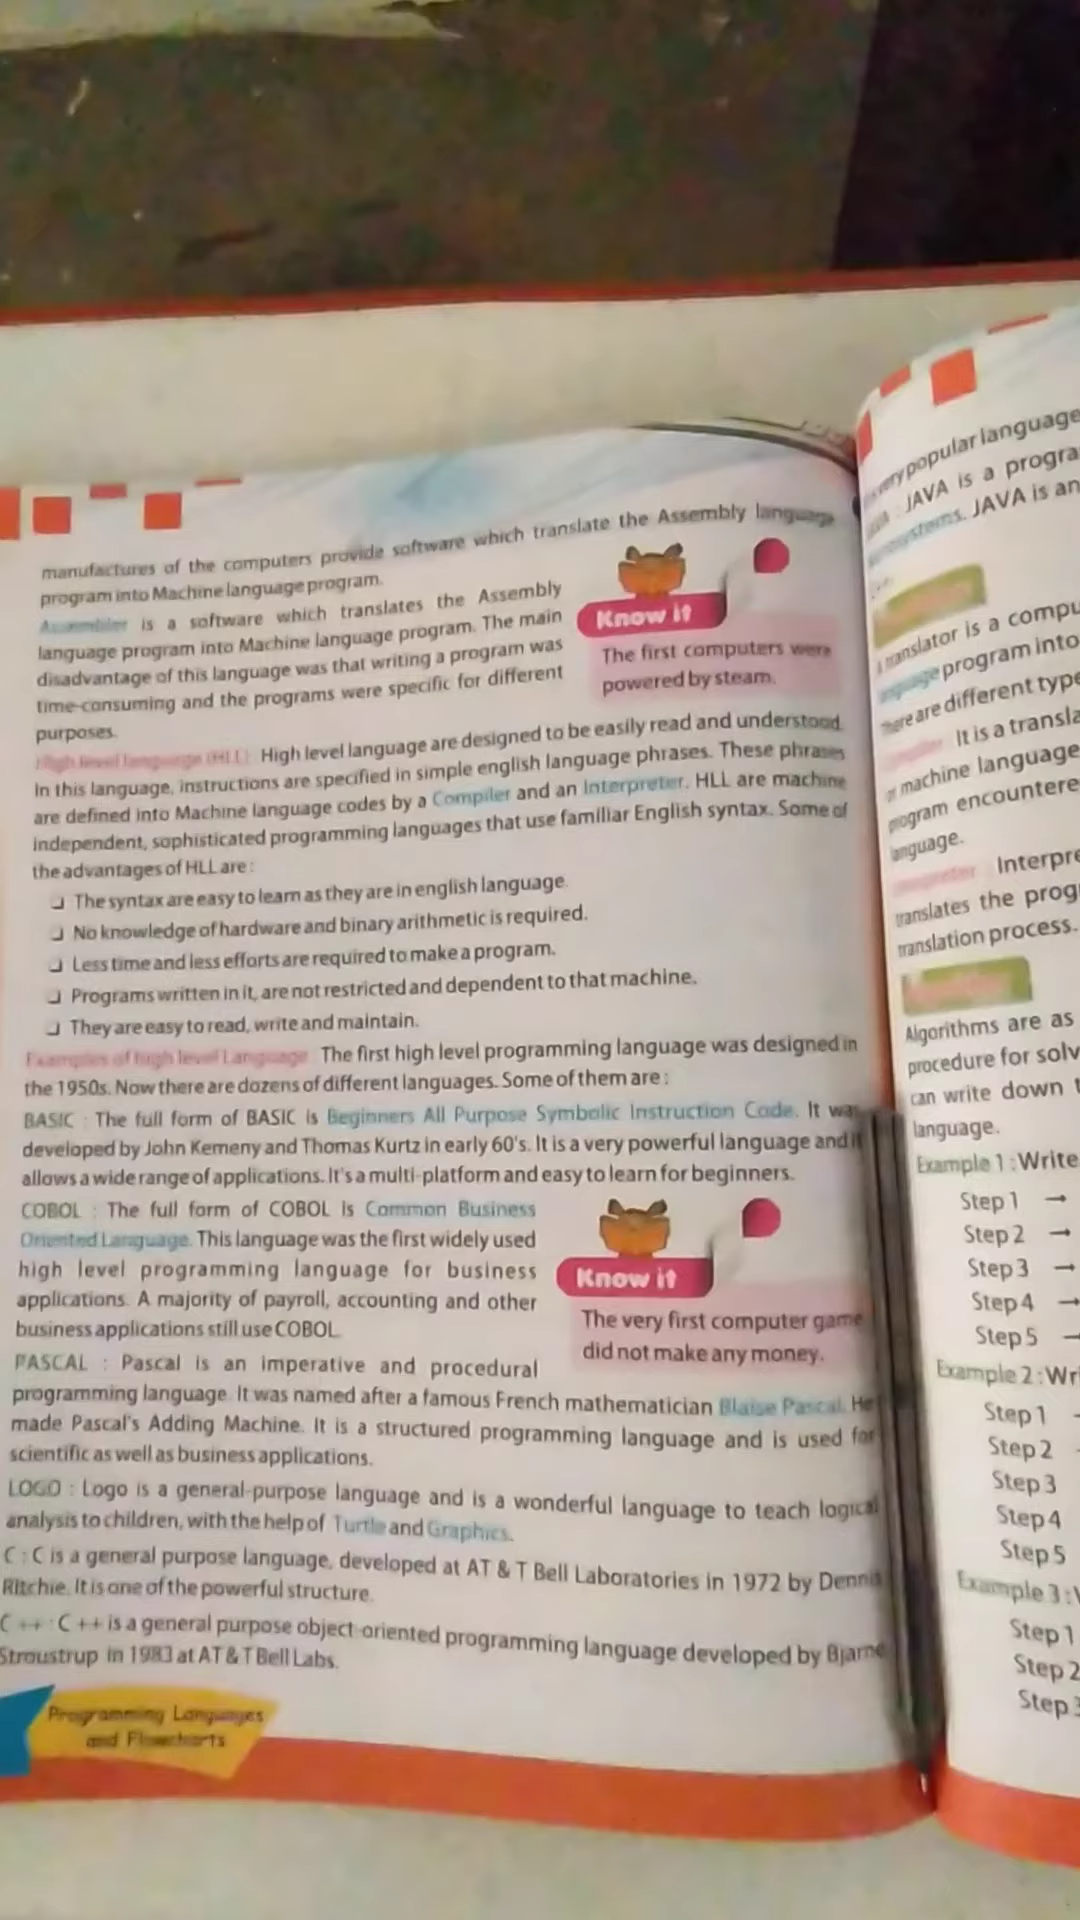 manufactures of the computers provide software which translate the Assembly language
program into Machine language program.
Assembler is a software which translates the Assembly
language program into Machine language program. The main
disadvantage of this language was that writing a program was
time-consuming and the programs were specific for different
purposes.
Know it
The first computers were
powered by steam.
High level language (HLL) High level language are designed to be easily read and understood.
In this language, instructions are specified in simple english language phrases. These phrases
are defined into Machine language codes by a Compiler and an Interpreter. HLL are machine
independent, sophisticated programming languages that use familiar English syntax. Some of
the advantages of HLL are :
❑ The syntax are easy to learn as they are in english language.
❑ No knowledge of hardware and binary arithmetic is required.
❑ Less time and less efforts are required to make a program.
❑ Programs written in it, are not restricted and dependent to that machine.
❑ They are easy to read, write and maintain.
Examples of high level Language The first high level programming language was designed in
the 1950s. Now there are dozens of different languages. Some of them are :
BASIC : The full form of BASIC is Beginners All Purpose Symbolic Instruction Code. It was
developed by John Kemeny and Thomas Kurtz in early 60's. It is a very powerful language and it
allows a wide range of applications. It's a multi-platform and easy to learn for beginners.
COBOL : The full form of COBOL is Common Business
Oriented Language. This language was the first widely used
high level programming language for business
applications. A majority of payroll, accounting and other
business applications still use COBOL.
Know it
The very first computer game
did not make any money.
PASCAL : Pascal is an imperative and procedural
programming language. It was named after a famous French mathematician Blaise Pascal. He
made Pascal's Adding Machine. It is a structured programming language and is used for
scientific as well as business applications.
LOGO : Logo is a general-purpose language and is a wonderful language to teach logical
analysis to children, with the help of Turtle and Graphics.
C : C is a general purpose language, developed at AT & T Bell Laboratories in 1972 by Dennis
Ritchie. It is one of the powerful structure.
C ++ : C ++ is a general purpose object-oriented programming language developed by Bjarne
Stroustrup in 1983 at AT & T Bell Labs.
Programming Languages
and Flowcharts
very popular language
JAVA is a progra
JAVA is an
translator is a compu
language program into
There are different type
It is a transla
or machine language
program encountere
language.
Interpre
translates the prog
translation process.
Algorithms are as
procedure for solv
can write down t
language.
Example 1 : Write
Step 1 →
Step 2 →
Step 3 →
Step 4 →
Step 5
Example 2 : Wri
Step 1
Step 2
Step 3
Step 4
Step 5
Example 3 :
Step 1
Step 2
Step 3